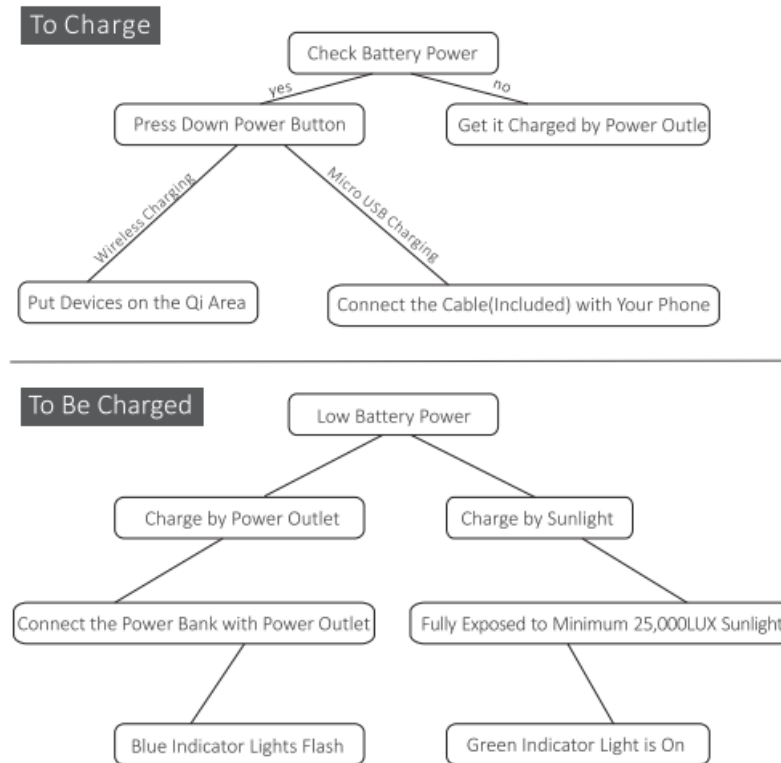 To Charge
Check Battery Power
yes
no
Press Down Power Button
Get it Charged by Power Outle
Wireless Charging
Micro USB Charging
Put Devices on the Qi Area
Connect the Cable(Included) with Your Phone
To Be Charged
Low Battery Power
Charge by Power Outlet
Charge by Sunlight
Connect the Power Bank with Power Outlet
Fully Exposed to Minimum 25,000LUX Sunlight
Blue Indicator Lights Flash
Green Indicator Light is On